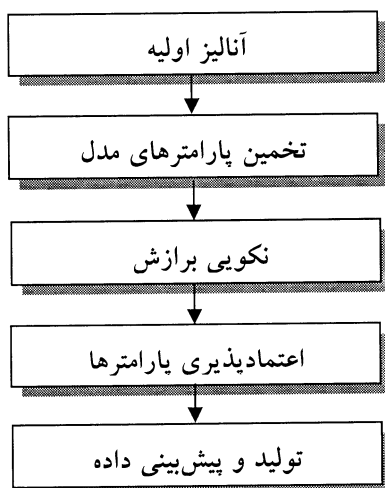 آنالیز اولیه
تخمین پارامترهای مدل
نکویی برازش
اعتمادپذیری پارامترها
تولید و پیش‌بینی داده